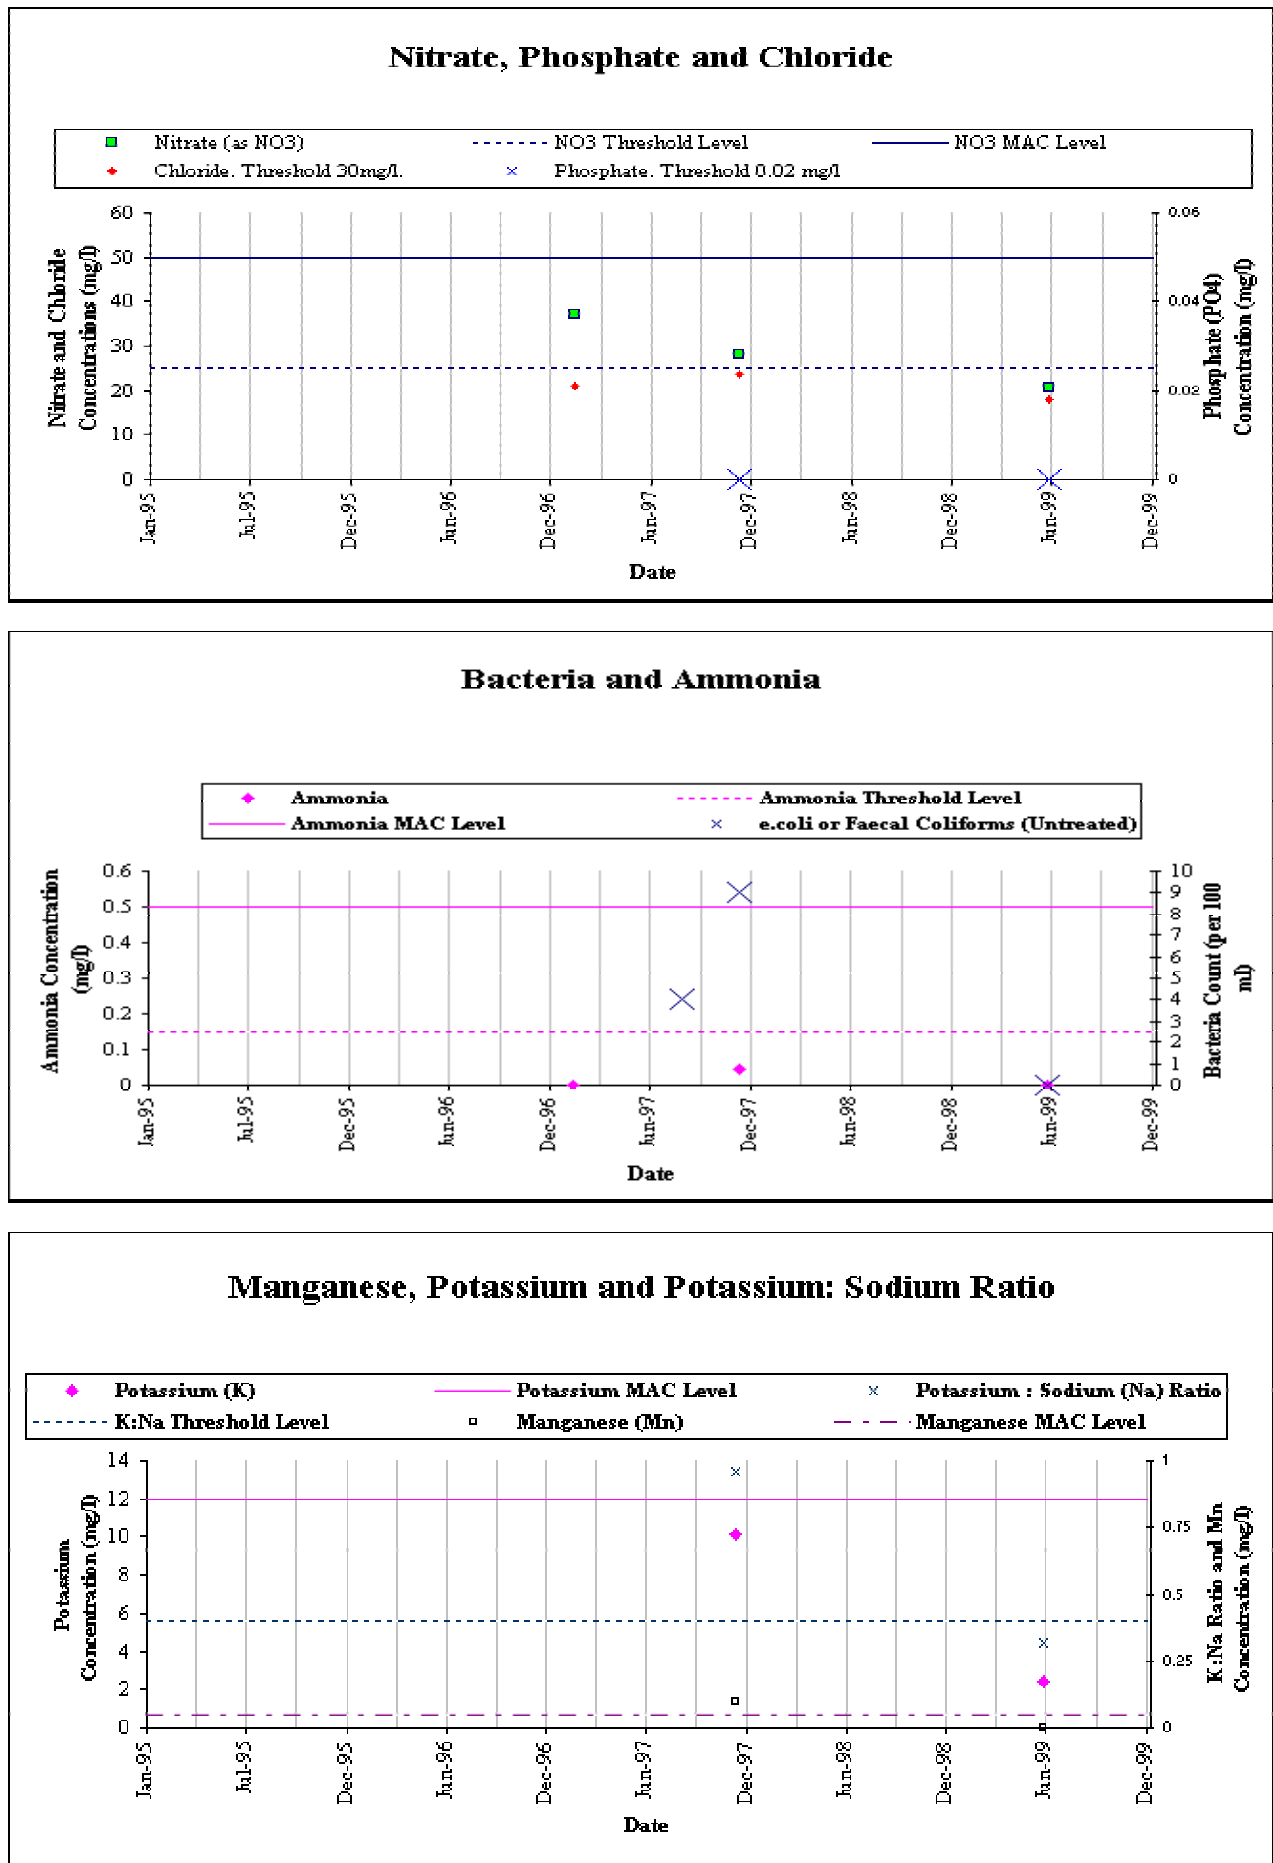 Nitrate, Phosphate and Chloride
Nitrate (as NO3) NO3 Threshold Level NO3 MAC Level
Chloride. Threshold 30mg/l. Phosphate. Threshold 0.02 mg/l
Nitrate and Chloride
Concentrations (mg/l)
60
50
40
30
20
10
0
0.06
0.04
0.02
0
Phosphate (PO4)
Concentration (mg/l)
Jan-95 Jul-95 Dec-95 Jun-96 Dec-96 Jun-97 Dec-97 Jun-98 Dec-98 Jun-99 Dec-99
Date
Bacteria and Ammonia
Ammonia Ammonia Threshold Level
Ammonia MAC Level e.coli or Faecal Coliforms (Untreated)
Ammonia Concentration
(mg/l)
0.6
0.5
0.4
0.3
0.2
0.1
0
10
9
8
7
6
5
4
3
2
1
0
Bacteria Count (per 100
ml)
Jan-95 Jul-95 Dec-95 Jun-96 Dec-96 Jun-97 Dec-97 Jun-98 Dec-98 Jun-99 Dec-99
Date
Manganese, Potassium and Potassium: Sodium Ratio
Potassium (K) Potassium MAC Level Potassium : Sodium (Na) Ratio
K:Na Threshold Level Manganese (Mn) Manganese MAC Level
Potassium
Concentration (mg/l)
14
12
10
8
6
4
2
0
1
0.75
0.5
0.25
0
K:Na Ratio and Mn
Concentration (mg/l)
Jan-95 Jul-95 Dec-95 Jun-96 Dec-96 Jun-97 Dec-97 Jun-98 Dec-98 Jun-99 Dec-99
Date